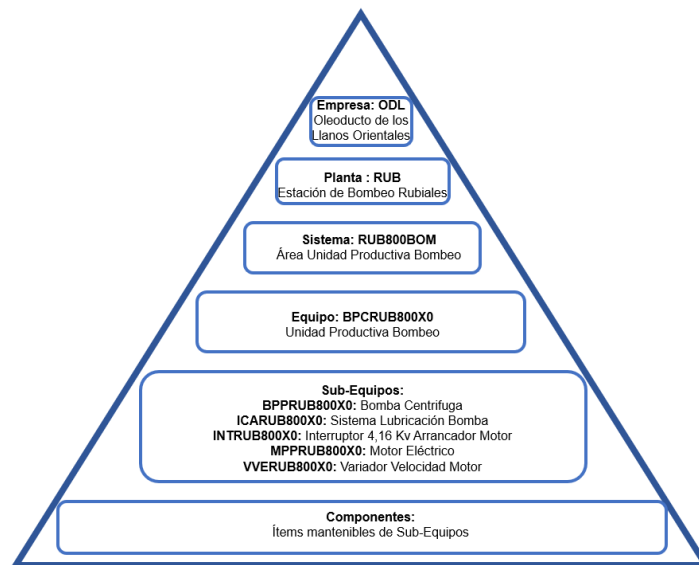 Empresa: ODL
Oleoducto de los
Llanos Orientales
Planta : RUB
Estación de Bombeo Rubiales
Sistema: RUB800BOM
Área Unidad Productiva Bombeo
Equipo: BPCRUB800X0
Unidad Productiva Bombeo
Sub-Equipos:
BPPRUB800X0: Bomba Centrifuga
ICARUB800X0: Sistema Lubricación Bomba
INTRUB800X0: Interruptor 4,16 Kv Arrancador Motor
MPPRUB800X0: Motor Eléctrico
VVERUB800X0: Variador Velocidad Motor
Componentes:
Ítems mantenibles de Sub-Equipos